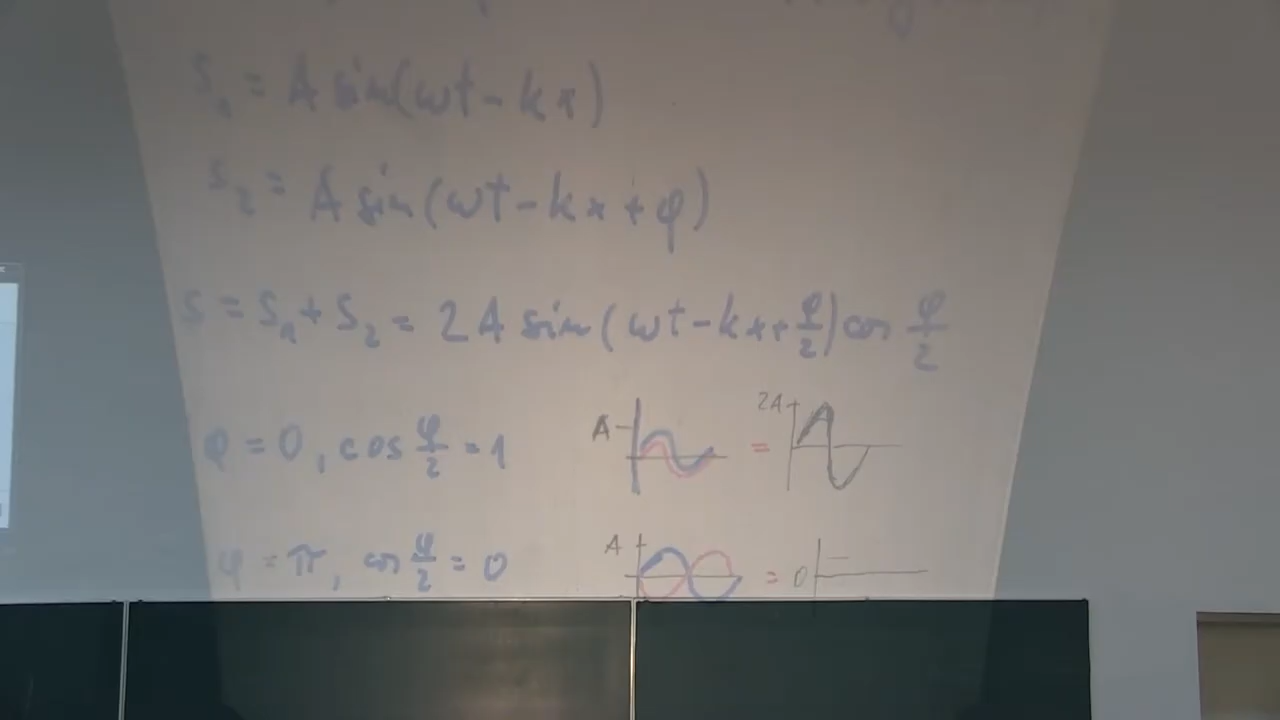 S₁ = A sin(ωt - kx)
S₂ = A sin(ωt - kx + φ)
S = S₁ + S₂ = 2A sin(ωt - kx + φ/2) cos φ/2
φ = 0, cos φ/2 = 1 A = 2A
φ = π, cos φ/2 = 0 A = 0